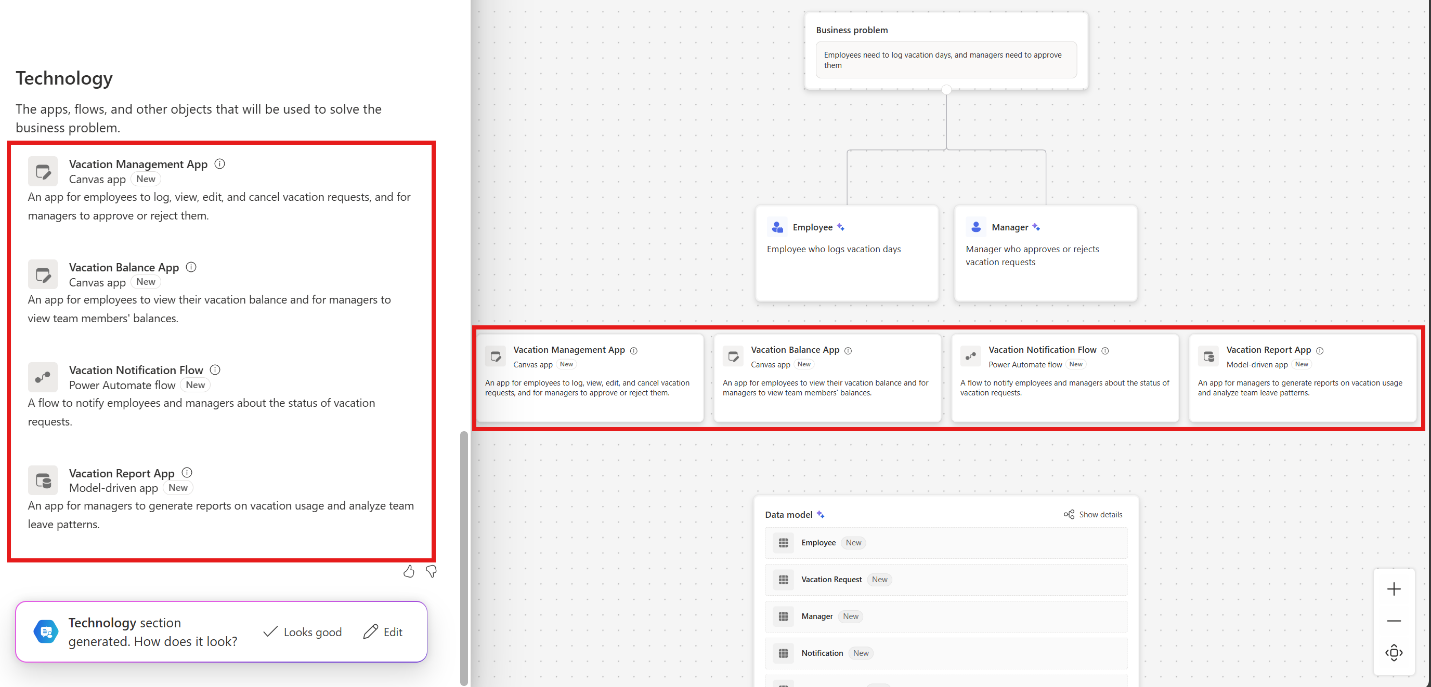 Technology
The apps, flows, and other objects that will be used to solve the
business problem.
Vacation Management App
Canvas app New
An app for employees to log, view, edit, and cancel vacation requests, and for
managers to approve or reject them.
Vacation Balance App
Canvas app New
An app for employees to view their vacation balance and for managers to
view team members' balances.
Vacation Notification Flow
Power Automate flow New
A flow to notify employees and managers about the status of vacation
requests.
Vacation Report App
Model-driven app New
An app for managers to generate reports on vacation usage and analyze team
leave patterns.
Technology section
generated. How does it look?
Looks good
Edit
Business problem
Employees need to log vacation days, and managers need to approve
them
Employee
Employee who logs vacation days
Manager
Manager who approves or rejects
vacation requests
Vacation Management App
Canvas app New
An app for employees to log, view, edit, and cancel vacation
requests, and for managers to approve or reject them.
Vacation Balance App
Canvas app New
An app for employees to view their vacation balance and for
managers to view team members' balances.
Vacation Notification Flow
Power Automate flow New
A flow to notify employees and managers about the status of
vacation requests.
Vacation Report App
Model-driven app New
An app for managers to generate reports on vacation usage
and analyze team leave patterns.
Data model
Show details
Employee New
Vacation Request New
Manager New
Notification New